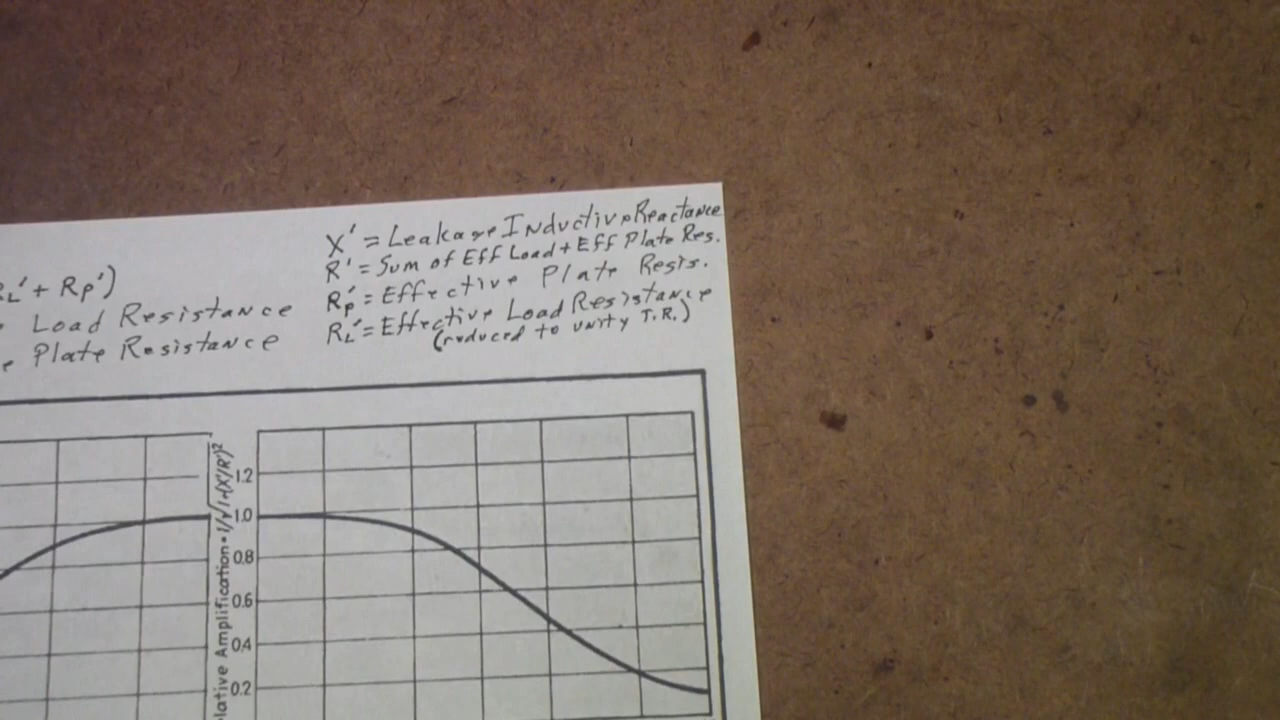 X' = Leakage Inductive Reactance
R' = Sum of Eff Load + Eff Plate Res.
Rp' = Effective Plate Resis.
RL' = Effective Load Resistance
(reduced to unity T.R.)
RL' + Rp')
Load Resistance
Plate Resistance
lative Amplification = 1/√1+(X'/R')²
1.2
1.0
0.8
0.6
0.4
0.2